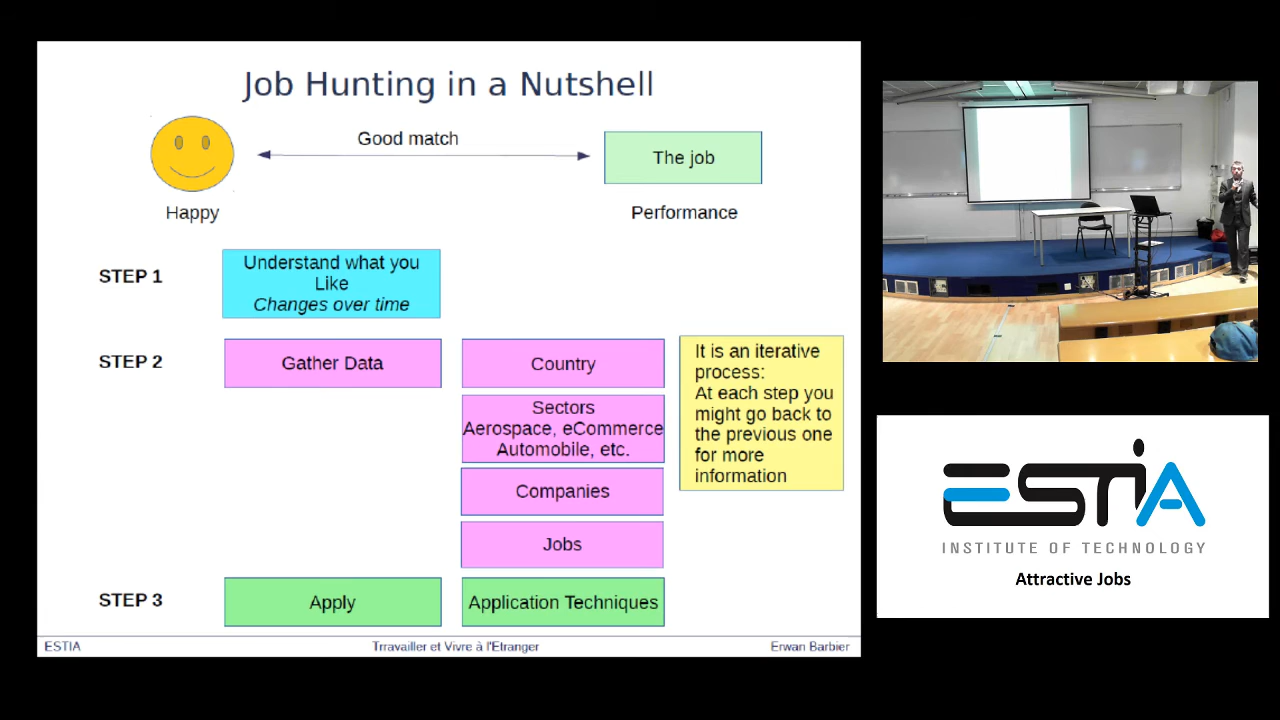 Job Hunting in a Nutshell
Good match
The job
Happy
Performance
STEP 1
Understand what you
Like
Changes over time
STEP 2
Gather Data
Country
Sectors
Aerospace, eCommerce
Automobile, etc.
Companies
Jobs
It is an iterative
process:
At each step you
might go back to
the previous one
for more
information
STEP 3
Apply
Application Techniques
ESTIA
Trravailler et Vivre à l'Etranger
Erwan Barbier
ESTIA
INSTITUTE OF TECHNOLOGY
Attractive Jobs